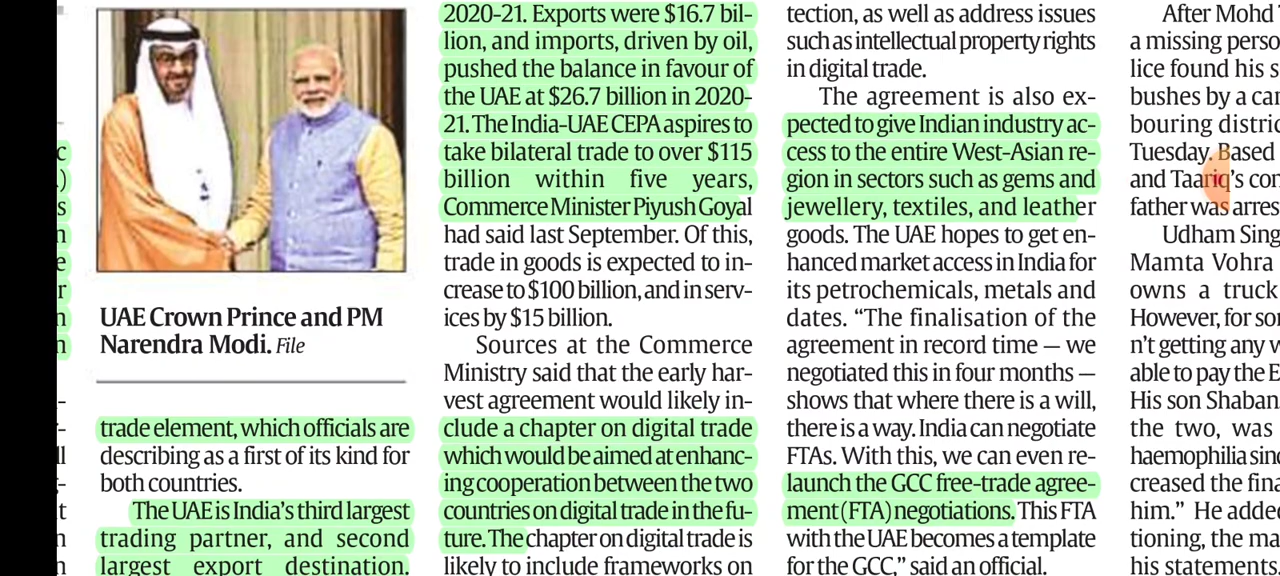 c
.)
s
n
e
r
n
n
-
-
ll
-
t
n
n
UAE Crown Prince and PM
Narendra Modi. File
trade element, which officials are
describing as a first of its kind for
both countries.
The UAE is India's third largest
trading partner, and second
largest export destination.
2020-21. Exports were $16.7 bil-
lion, and imports, driven by oil,
pushed the balance in favour of
the UAE at $26.7 billion in 2020-
21. The India-UAE CEPA aspires to
take bilateral trade to over $115
billion within five years,
Commerce Minister Piyush Goyal
had said last September. Of this,
trade in goods is expected to in-
crease to $100 billion, and in serv-
ices by $15 billion.
Sources at the Commerce
Ministry said that the early har-
vest agreement would likely in-
clude a chapter on digital trade
which would be aimed at enhanc-
ing cooperation between the two
countries on digital trade in the fu-
ture. The chapter on digital trade is
likely to include frameworks on
tection, as well as address issues
such as intellectual property rights
in digital trade.
The agreement is also ex-
pected to give Indian industry ac-
cess to the entire West-Asian re-
gion in sectors such as gems and
jewellery, textiles, and leather
goods. The UAE hopes to get en-
hanced market access in India for
its petrochemicals, metals and
dates. “The finalisation of the
agreement in record time — we
negotiated this in four months —
shows that where there is a will,
there is a way. India can negotiate
FTAs. With this, we can even re-
launch the GCC free-trade agree-
ment (FTA) negotiations. This FTA
with the UAE becomes a template
for the GCC,” said an official.
After Mohd
a missing perso
lice found his s
bushes by a can
bouring distric
Tuesday. Based
and Taariq's con
father was arres
Udham Sing
Mamta Vohra
owns a truck
However, for son
n't getting any w
able to pay the E
His son Shaban
the two, was
haemophilia sinc
creased the fina
him.” He added
tioning, the ma
his statements.